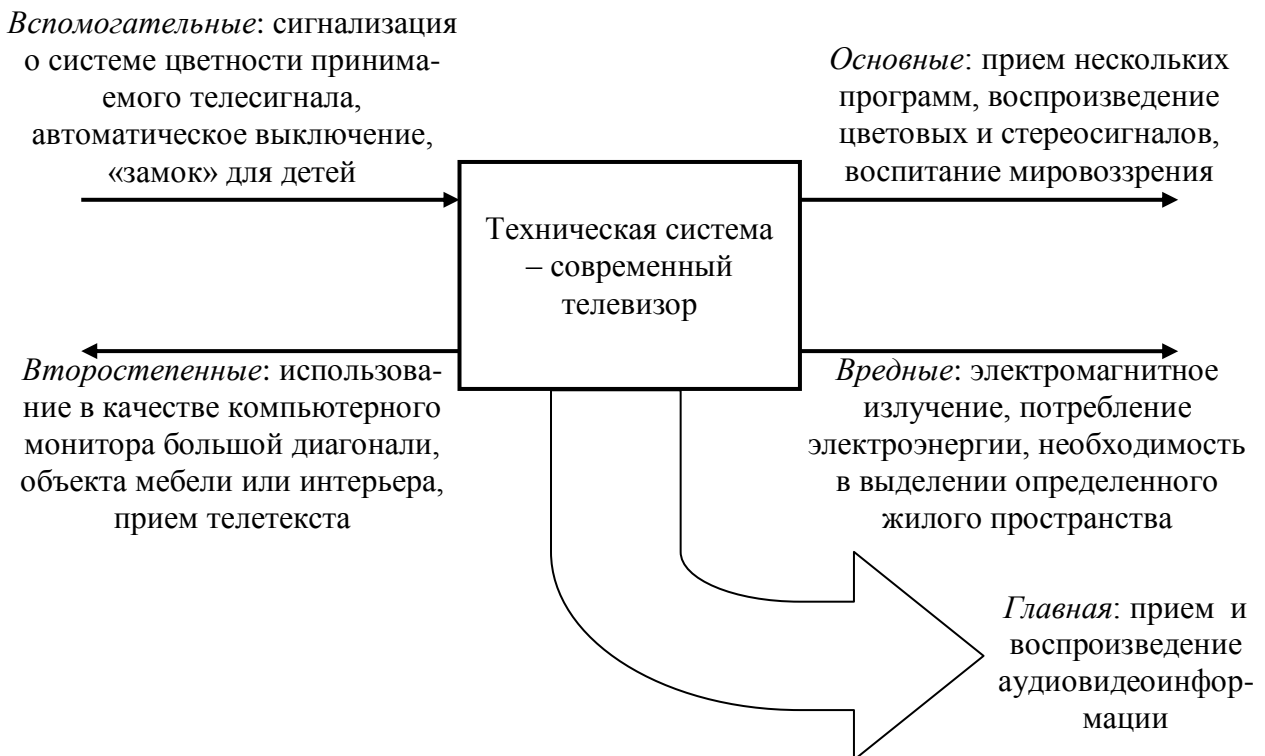 Вспомогательные: сигнализация
о системе цветности принима-
емого телесигнала,
автоматическое выключение,
«замок» для детей
Основные: прием нескольких
программ, воспроизведение
цветовых и стереосигналов,
воспитание мировоззрения
Техническая система
– современный
телевизор
Второстепенные: использова-
ние в качестве компьютерного
монитора большой диагонали,
объекта мебели или интерьера,
прием телетекста
Вредные: электромагнитное
излучение, потребление
электроэнергии, необходимость
в выделении определенного
жилого пространства
Главная: прием и
воспроизведение
аудиовидеоинфор-
мации